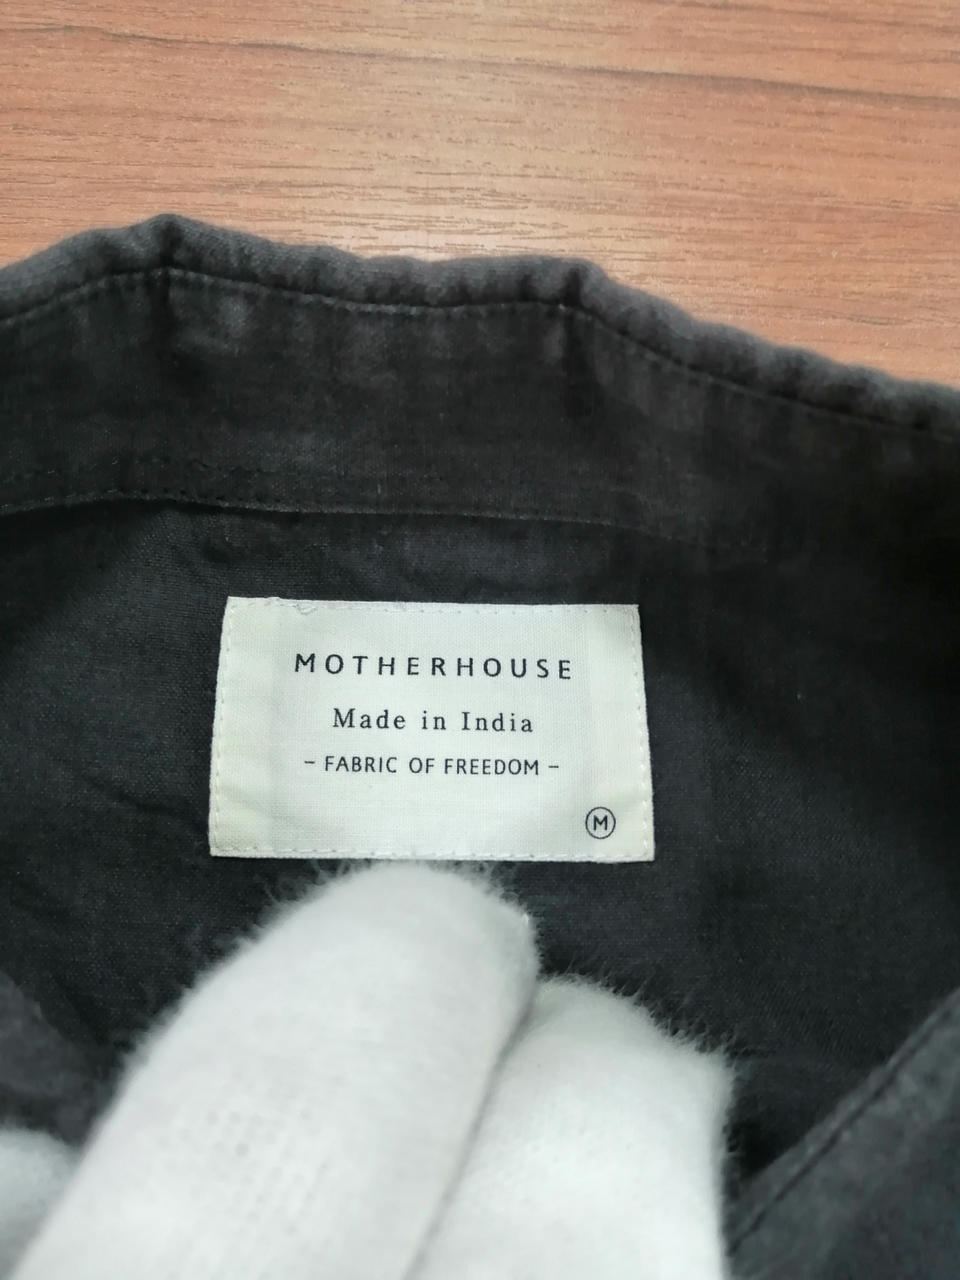 MOTHERHOUSE
Made in India
- FABRIC OF FREEDOM -
M